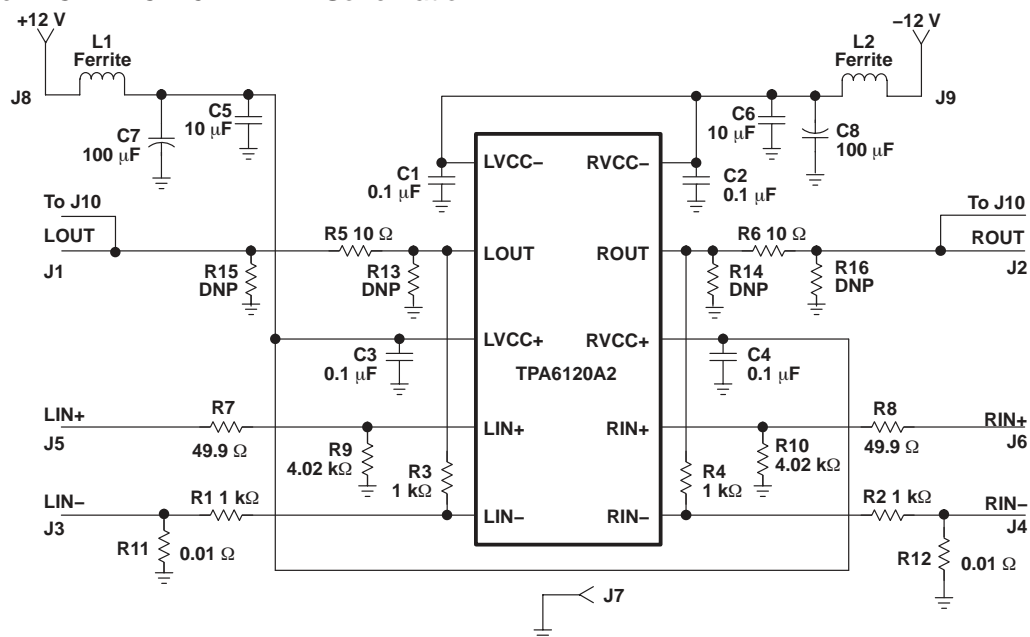 +12 V
L1
Ferrite
J8
C7
100 μF
C5
10 μF
–12 V
L2
Ferrite
J9
C6
10 μF
C8
100 μF
C1
0.1 μF
LVCC–
RVCC–
C2
0.1 μF
To J10
LOUT
J1
R15
DNP
R5 10 Ω
R13
DNP
LOUT
ROUT
R14
DNP
R6 10 Ω
R16
DNP
To J10
ROUT
J2
C3
0.1 μF
LVCC+
RVCC+
TPA6120A2
C4
0.1 μF
LIN+
J5
R7
49.9 Ω
R9
4.02 kΩ
R3
1 kΩ
LIN+
RIN+
R4
1 kΩ
R10
4.02 kΩ
R8
49.9 Ω
RIN+
J6
LIN–
J3
R11
0.01 Ω
R1 1 kΩ
LIN–
RIN–
R2 1 kΩ
R12
0.01 Ω
RIN–
J4
J7